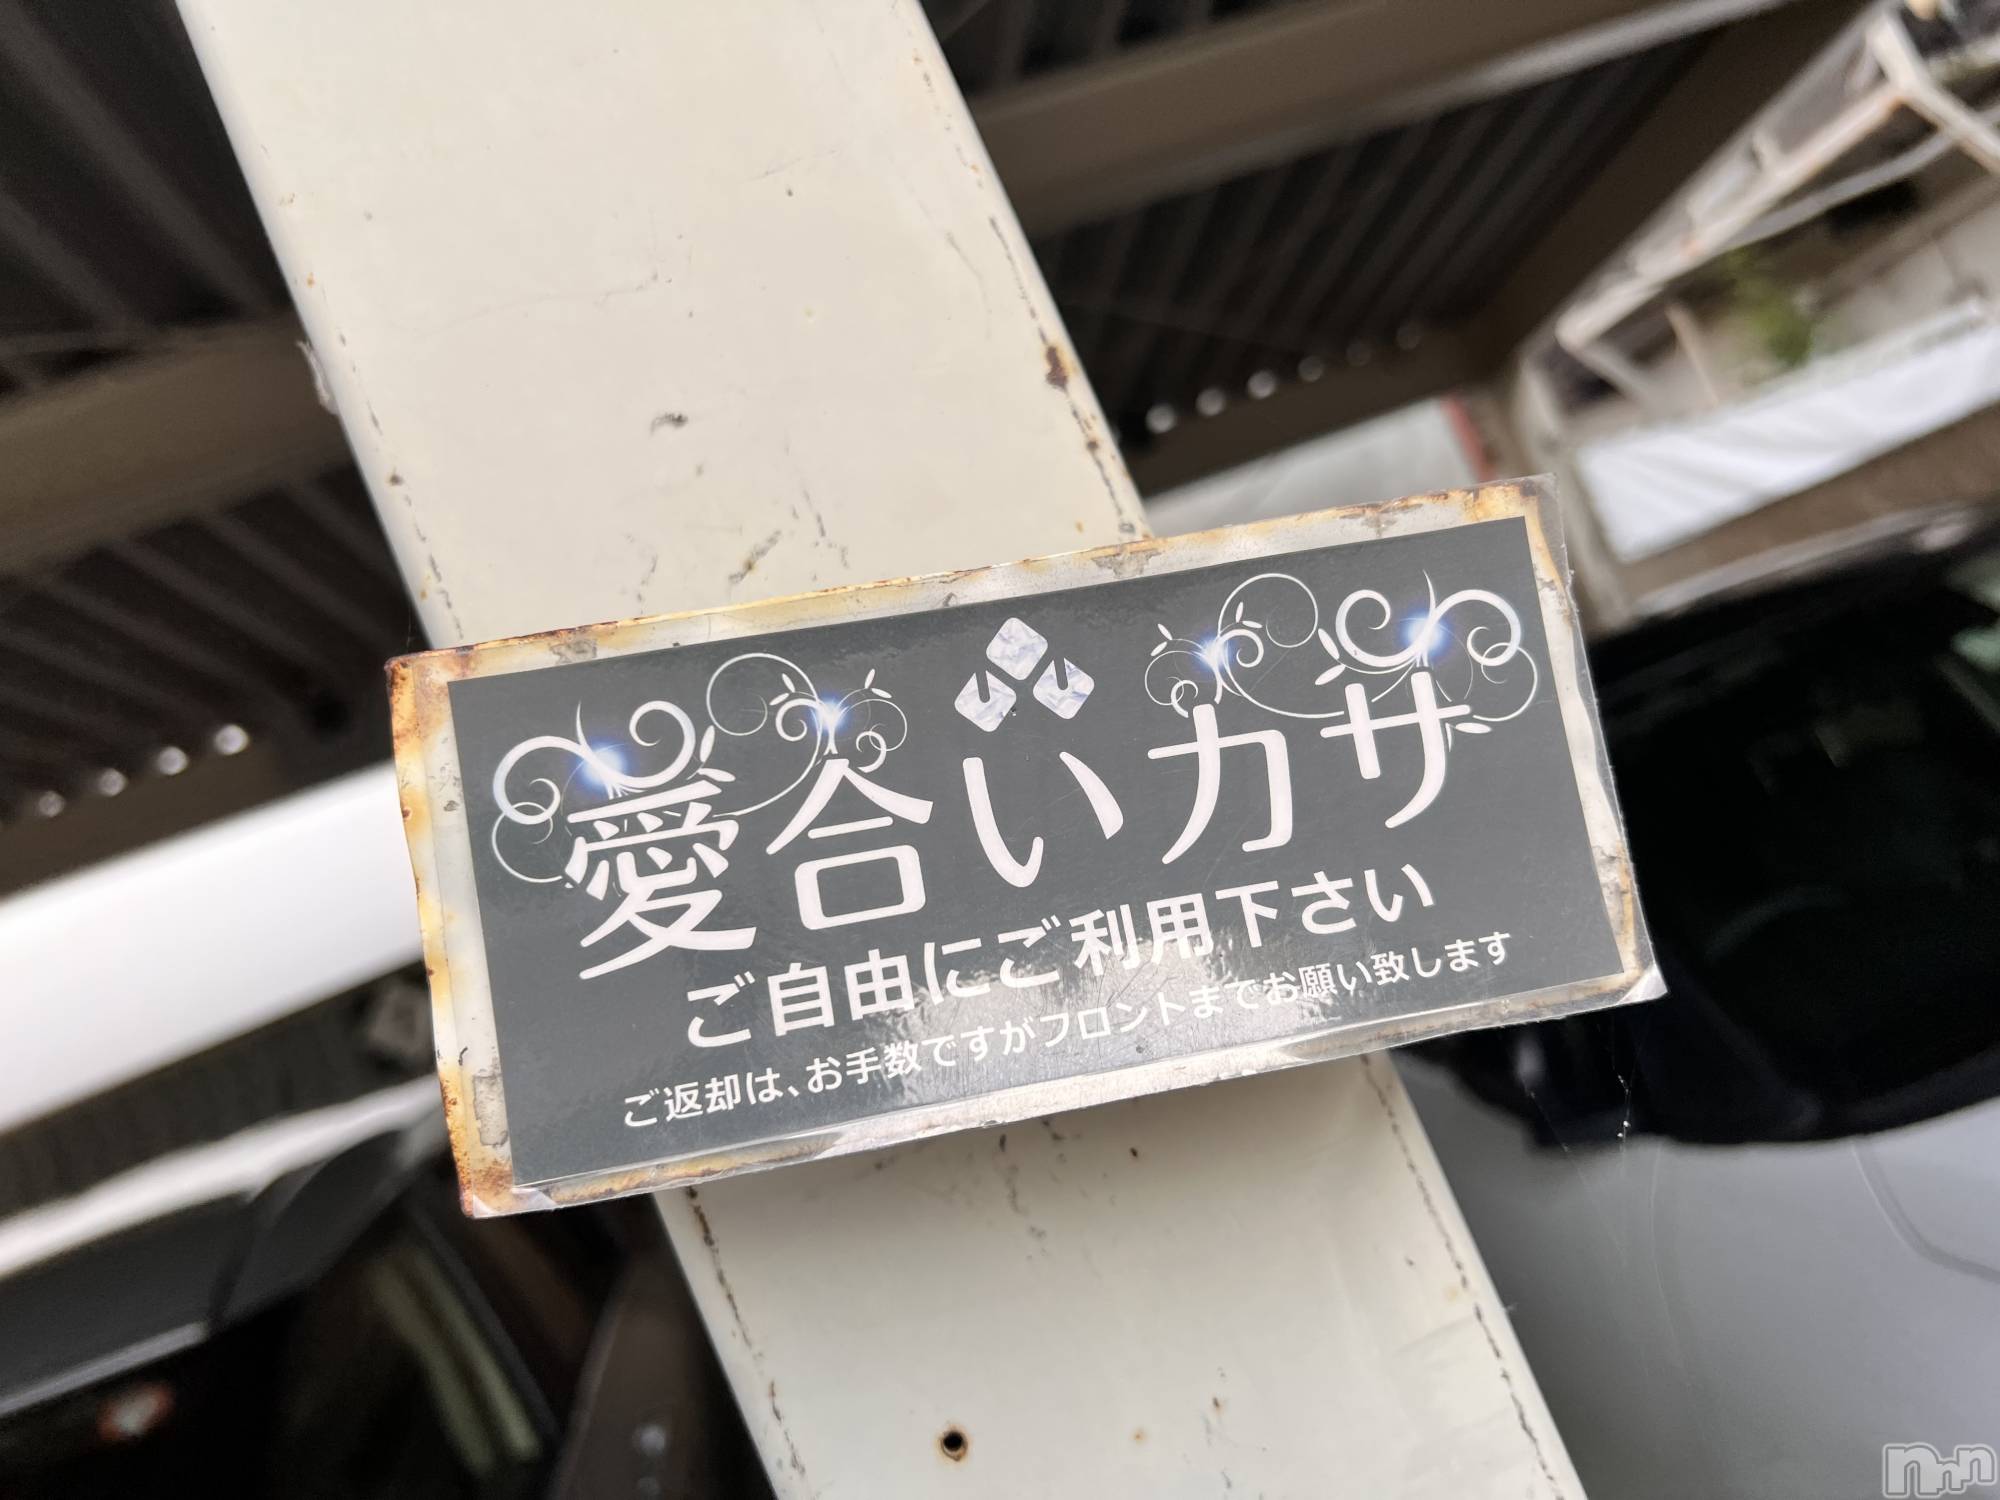 愛合いカサ
ご自由にご利用下さい
ご返却は、お手数ですがフロントまでお願い致します
nnn